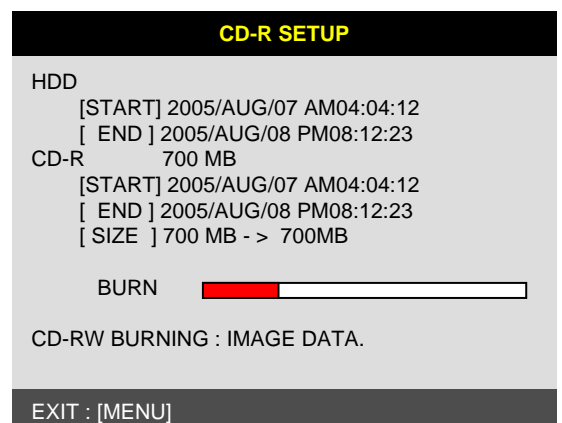 CD-R SETUP
HDD
[START] 2005/AUG/07 AM04:04:12
[ END ] 2005/AUG/08 PM08:12:23
CD-R 700 MB
[START] 2005/AUG/07 AM04:04:12
[ END ] 2005/AUG/08 PM08:12:23
[ SIZE ] 700 MB - > 700MB
BURN
CD-RW BURNING : IMAGE DATA.
EXIT : [MENU]